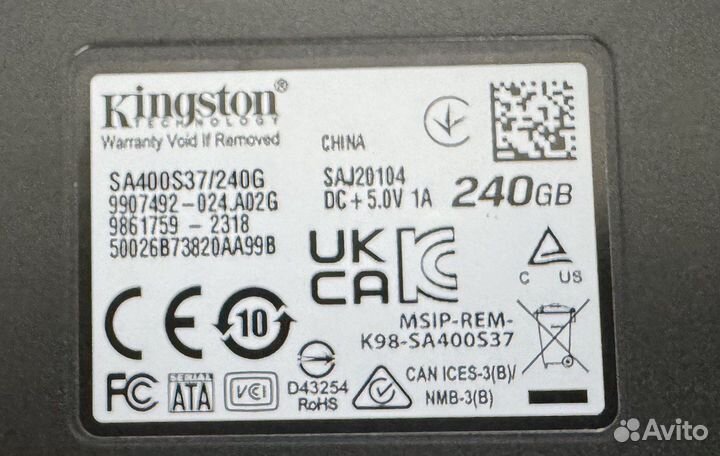 Kingston®
TECHNOLOGY
Warranty Void If Removed
CHINA
SA400S37/240G
9907492-024.A02G
9861759 - 2318
50026B73820AA99B
SAJ20104
DC+5.0V 1A
240GB
UK
CA
C US
CE
10
MSIP-REM-
K98-SA400S37
FC
SERIAL
ATA
VCI
D43254
RoHS
CAN ICES-3(B)/
NMB-3(B)
Avito